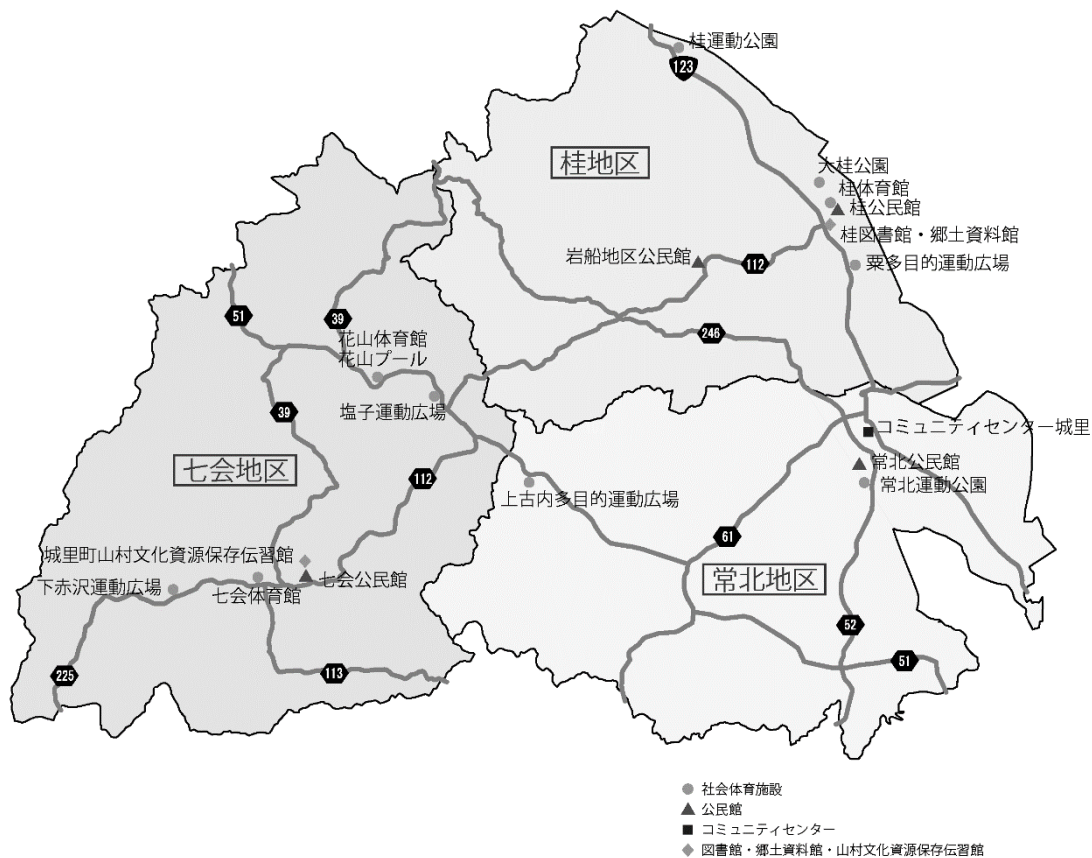 桂運動公園
123
桂地区
大桂公園
桂体育館
桂公民館
桂図書館・郷土資料館
岩船地区公民館
112
粟多目的運動広場
51
39
246
花山体育館
花山プール
塩子運動広場
39
コミュニティセンター城里
七会地区
112
常北公民館
常北運動公園
上古内多目的運動広場
61
城里町山村文化資源保存伝習館
下赤沢運動広場
七会体育館
七会公民館
常北地区
52
51
225
113
社会体育施設
公民館
コミュニティセンター
図書館・郷土資料館・山村文化資源保存伝習館